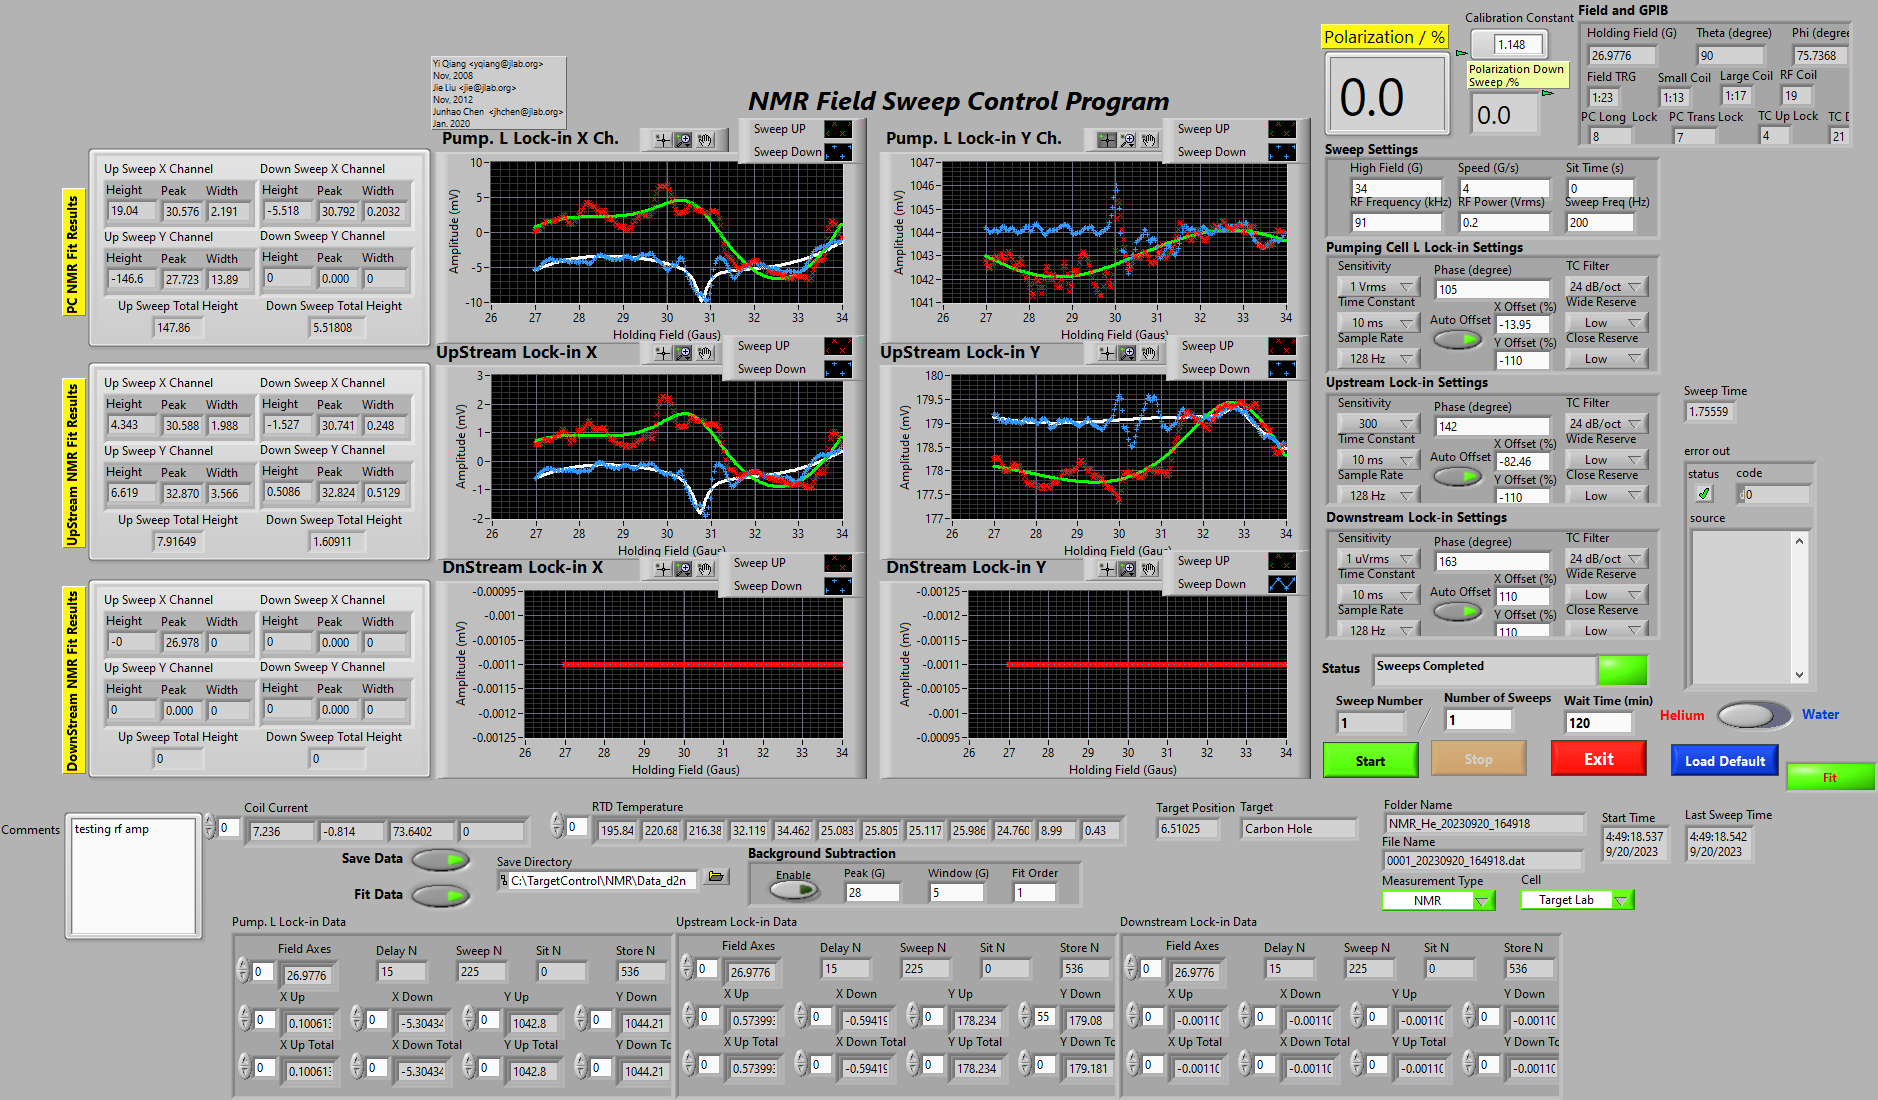 Yi Qiang <yqiang@jlab.org>
Nov, 2008
Jie Liu <jie@jlab.org>
Nov, 2012
Junhao Chen <jhchen@jlab.org>
Jan. 2020
NMR Field Sweep Control Program
Polarization / %
0.0
Calibration Constant
1.148
Polarization Down
Sweep /%
0.0
Field and GPIB
Holding Field (G) Theta (degree) Phi (degree
26.9776 90 75.7368
Field TRG Small Coil Large Coil RF Coil
1:23 1:13 1:17 19
PC Long Lock PC Trans Lock TC Up Lock TC D
8 7 4 21
PC NMR Fit Results
Up Sweep X Channel Down Sweep X Channel
Height Peak Width Height Peak Width
19.04 30.576 2.191 -5.518 30.792 0.2032
Up Sweep Y Channel Down Sweep Y Channel
Height Peak Width Height Peak Width
-146.6 27.723 13.89 0 0.000 0
Up Sweep Total Height Down Sweep Total Height
147.86 5.51808
UpStream NMR Fit Results
Up Sweep X Channel Down Sweep X Channel
Height Peak Width Height Peak Width
4.343 30.588 1.988 -1.527 30.741 0.248
Up Sweep Y Channel Down Sweep Y Channel
Height Peak Width Height Peak Width
6.619 32.870 3.566 0.5086 32.824 0.5129
Up Sweep Total Height Down Sweep Total Height
7.91649 1.60911
DownStream NMR Fit Results
Up Sweep X Channel Down Sweep X Channel
Height Peak Width Height Peak Width
-0 26.978 0 0 0.000 0
Up Sweep Y Channel Down Sweep Y Channel
Height Peak Width Height Peak Width
0 0.000 0 0 0.000 0
Up Sweep Total Height Down Sweep Total Height
0 0
Pump. L Lock-in X Ch.
Sweep UP
Sweep Down
Amplitude (mV)
10
5
0
-5
-10
26 27 28 29 30 31 32 33 34
Holding Field (Gaus)
Pump. L Lock-in Y Ch.
Sweep UP
Sweep Down
Amplitude (mV)
1047
1046
1045
1044
1043
1042
1041
26 27 28 29 30 31 32 33 34
Holding Field (Gaus)
UpStream Lock-in X
Sweep UP
Sweep Down
Amplitude (mV)
3
2
1
0
-1
-2
26 27 28 29 30 31 32 33 34
Holding Field (Gaus)
UpStream Lock-in Y
Sweep UP
Sweep Down
Amplitude (mV)
180
179.5
179
178.5
178
177.5
177
26 27 28 29 30 31 32 33 34
Holding Field (Gaus)
DnStream Lock-in X
Sweep UP
Sweep Down
Amplitude (mV)
-0.00095
-0.001
-0.00105
-0.0011
-0.00115
-0.0012
-0.00125
26 27 28 29 30 31 32 33 34
Holding Field (Gaus)
DnStream Lock-in Y
Sweep UP
Sweep Down
Amplitude (mV)
-0.00125
-0.0012
-0.00115
-0.0011
-0.00105
-0.001
-0.00095
26 27 28 29 30 31 32 33 34
Holding Field (Gaus)
Sweep Settings
High Field (G) Speed (G/s) Sit Time (s)
34 4 0
RF Frequency (kHz) RF Power (Vrms) Sweep Freq (Hz)
91 0.2 200
Pumping Cell L Lock-in Settings
Sensitivity Phase (degree) TC Filter
1 Vrms 105 24 dB/oct
Time Constant X Offset (%) Wide Reserve
10 ms Auto Offset -13.95 Low
Sample Rate Y Offset (%) Close Reserve
128 Hz -110 Low
Upstream Lock-in Settings
Sensitivity Phase (degree) TC Filter
300 142 24 dB/oct
Time Constant X Offset (%) Wide Reserve
10 ms Auto Offset -82.46 Low
Sample Rate Y Offset (%) Close Reserve
128 Hz -110 Low
Downstream Lock-in Settings
Sensitivity Phase (degree) TC Filter
1 uVrms 163 24 dB/oct
Time Constant X Offset (%) Wide Reserve
10 ms Auto Offset 110 Low
Sample Rate Y Offset (%) Close Reserve
128 Hz 110 Low
Sweep Time
1.75559
error out
status code
0
source
Status Sweeps Completed
Sweep Number Number of Sweeps Wait Time (min)
1 / 1 120
Helium Water
Start Stop Exit Load Default Fit
Comments testing rf amp
Coil Current
0 7.236 -0.814 73.6402 0
RTD Temperature
0 195.84 220.68 216.38 32.119 34.462 25.083 25.805 25.117 25.986 24.760 8.99 0.43
Target Position Target
6.51025 Carbon Hole
Folder Name
NMR_He_20230920_164918
File Name
0001_20230920_164918.dat
Start Time
4:49:18.537
9/20/2023
Last Sweep Time
4:49:18.542
9/20/2023
Measurement Type Cell
NMR Target Lab
Save Data
Fit Data
Save Directory
C:\TargetControl\NMR\Data_d2n
Background Subtraction
Enable Peak (G) Window (G) Fit Order
28 5 1
Pump. L Lock-in Data
Field Axes Delay N Sweep N Sit N Store N
0 26.9776 15 225 0 536
X Up X Down Y Up Y Down
0 0.10061 0 -5.30434 0 1042.8 0 1044.21
X Up Total X Down Total Y Up Total Y Down To
0 0.10061 0 -5.30434 0 1042.8 0 1044.21
Upstream Lock-in Data
Field Axes Delay N Sweep N Sit N Store N
0 26.9776 15 225 0 536
X Up X Down Y Up Y Down
0 0.57399 0 -0.59419 0 178.234 55 179.08
X Up Total X Down Total Y Up Total Y Down Tc
0 0.57399 0 -0.59419 0 178.234 0 179.181
Downstream Lock-in Data
Field Axes Delay N Sweep N Sit N Store N
0 26.9776 15 225 0 536
X Up X Down Y Up Y Down
0 -0.0011 0 -0.0011 0 -0.0011 0 -0.0011
X Up Total X Down Total Y Up Total Y Down Tc
0 -0.0011 0 -0.0011 0 -0.0011 0 -0.0011